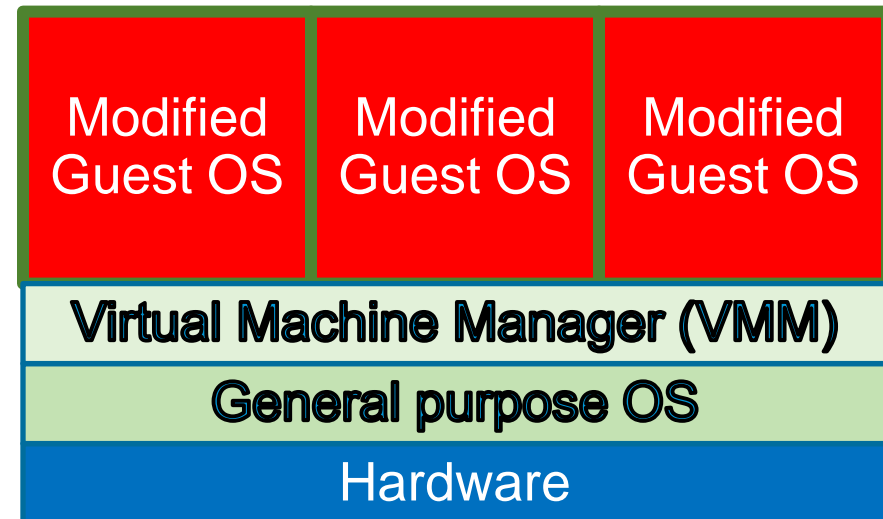 Modified
Guest OS
Modified
Guest OS
Modified
Guest OS
Virtual Machine Manager (VMM)
General purpose OS
Hardware